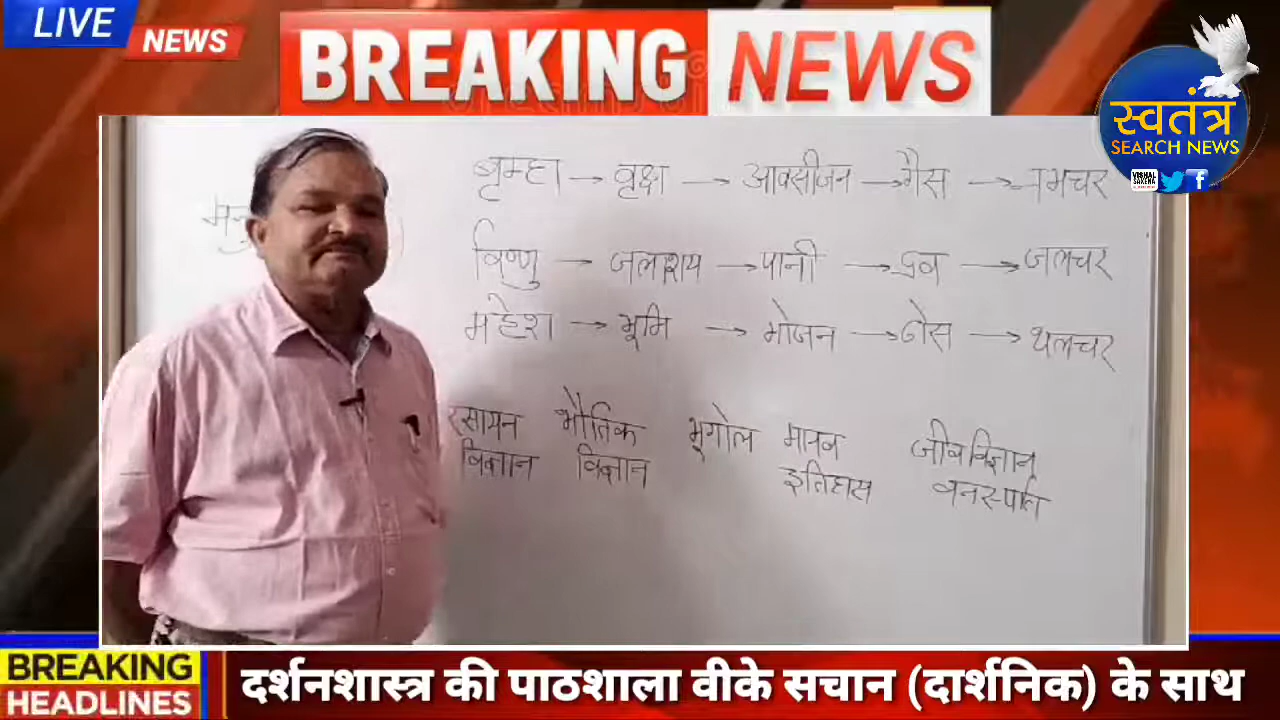 LIVE
NEWS
BREAKING NEWS
स्वतंत्र
SEARCH NEWS
बृम्हा → वृक्ष → आक्सीजन → गैस → नभचर
विष्णु → जलाशय → पानी → द्रव → जलचर
महेश → भूमि → भोजन → ठोस → थलचर
रसायन भौतिक भूगोल मानव जीवविज्ञान
विज्ञान विज्ञान इतिहास वनस्पति
BREAKING
HEADLINES
दर्शनशास्त्र की पाठशाला वीके सचान (दार्शनिक) के साथ